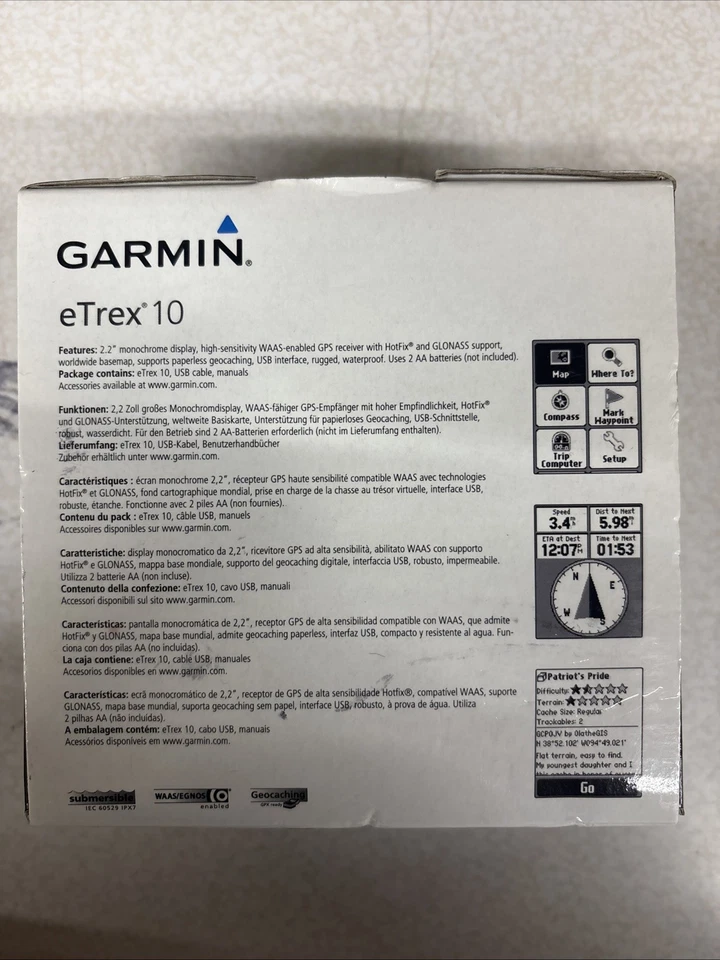 GARMIN®
eTrex® 10
Features: 2.2" monochrome display, high-sensitivity WAAS-enabled GPS receiver with HotFix® and GLONASS support,
worldwide basemap, supports paperless geocaching, USB interface, rugged, waterproof. Uses 2 AA batteries (not included).
Package contains: eTrex 10, USB cable, manuals
Accessories available at www.garmin.com.
Funktionen: 2,2 Zoll großes Monochromdisplay, WAAS-fähiger GPS-Empfänger mit hoher Empfindlichkeit, HotFix®
und GLONASS-Unterstützung, weltweite Basiskarte, Unterstützung für papierloses Geocaching, USB-Schnittstelle,
robust, wasserdicht. Für den Betrieb sind 2 AA-Batterien erforderlich (nicht im Lieferumfang enthalten).
Lieferumfang: eTrex 10, USB-Kabel, Benutzerhandbücher
Zubehör erhältlich unter www.garmin.com.
Caractéristiques : écran monochrome 2,2", récepteur GPS haute sensibilité compatible WAAS avec technologies
HotFix® et GLONASS, fond cartographique mondial, prise en charge de la chasse au trésor virtuelle, interface USB,
robuste, étanche. Fonctionne avec 2 piles AA (non fournies).
Contenu du pack : eTrex 10, câble USB, manuels
Accessoires disponibles sur www.garmin.com.
Caratteristiche: display monocromatico da 2,2", ricevitore GPS ad alta sensibilità, abilitato WAAS con supporto
HotFix® e GLONASS, mappa base mondiale, supporto del geocaching digitale, interfaccia USB, robusto, impermeabile.
Utilizza 2 batterie AA (non incluse).
Contenuto della confezione: eTrex 10, cavo USB, manuali
Accessori disponibili sul sito www.garmin.com.
Características: pantalla monocromática de 2,2", receptor GPS de alta sensibilidad compatible con WAAS, que admite
HotFix® y GLONASS, mapa base mundial, admite geocaching paperless, interfaz USB, compacto y resistente al agua. Fun-
ciona con dos pilas AA (no incluidas).
La caja contiene: eTrex 10, cable USB, manuales
Accesorios disponibles en www.garmin.com.
Características: ecrã monocromático de 2,2", receptor de GPS de alta sensibilidade Hotfix®, compatível WAAS, suporte
GLONASS, mapa base mundial, suporta geocaching sem papel, interface USB, robusto, à prova de água. Utiliza
2 pilhas AA (não incluídas).
A embalagem contém: eTrex 10, cabo USB, manuais
Acessórios disponíveis em www.garmin.com.
submersible
IEC 60529 IPX7
WAAS/EGNOS
enabled
Geocaching
GPS ready
Map
Where To?
Compass
Mark
Waypoint
Trip
Computer
Setup
Speed
Dist to Next
3.4
5.98
ETA at Dest
Time to Next
12:07
01:53
N
E
W
S
Patriot's Pride
Difficulty:
Terrain:
Cache Size: Regular
Trackables: 2
GCP0JV by OlatheGIS
N 38°52.102' W094°49.021'
Flat terrain, easy to find.
My youngest daughter and I
this cache in honor of
Go